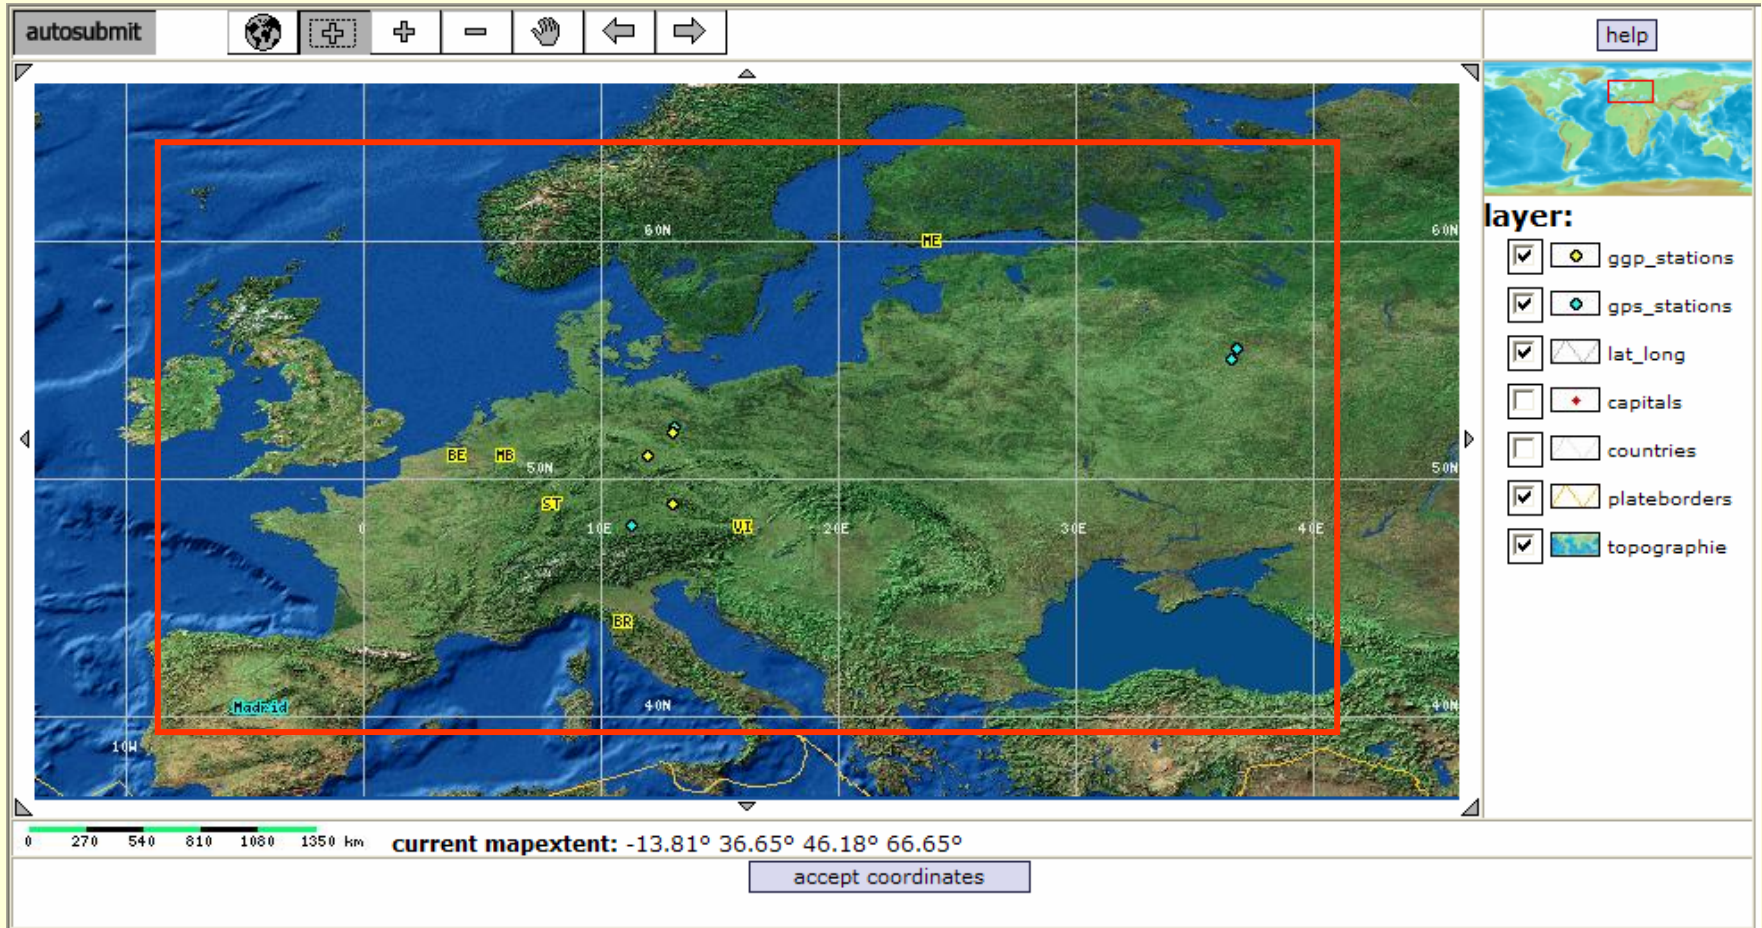 autosubmit
help
layer:
60N
60N
ME
ggp_stations
gps_stations
lat_long
capitals
countries
plateborders
topographie
BE
MB
50N
50N
ST
0
10E
VI
20E
30E
40E
BR
Madrid
40N
40N
10W
0 270 540 810 1080 1350 km
current mapextent: -13.81° 36.65° 46.18° 66.65°
accept coordinates